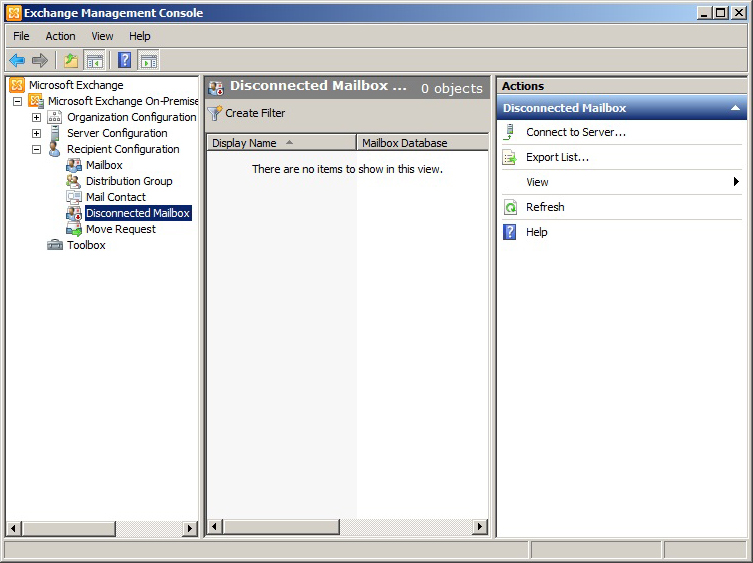 Exchange Management Console
File Action View Help
Microsoft Exchange
Microsoft Exchange On-Premise
Organization Configuration
Server Configuration
Recipient Configuration
Mailbox
Distribution Group
Mail Contact
Disconnected Mailbox
Move Request
Toolbox
Disconnected Mailbox ... 0 objects
Create Filter
Display Name Mailbox Database
There are no items to show in this view.
Actions
Disconnected Mailbox
Connect to Server...
Export List...
View
Refresh
Help